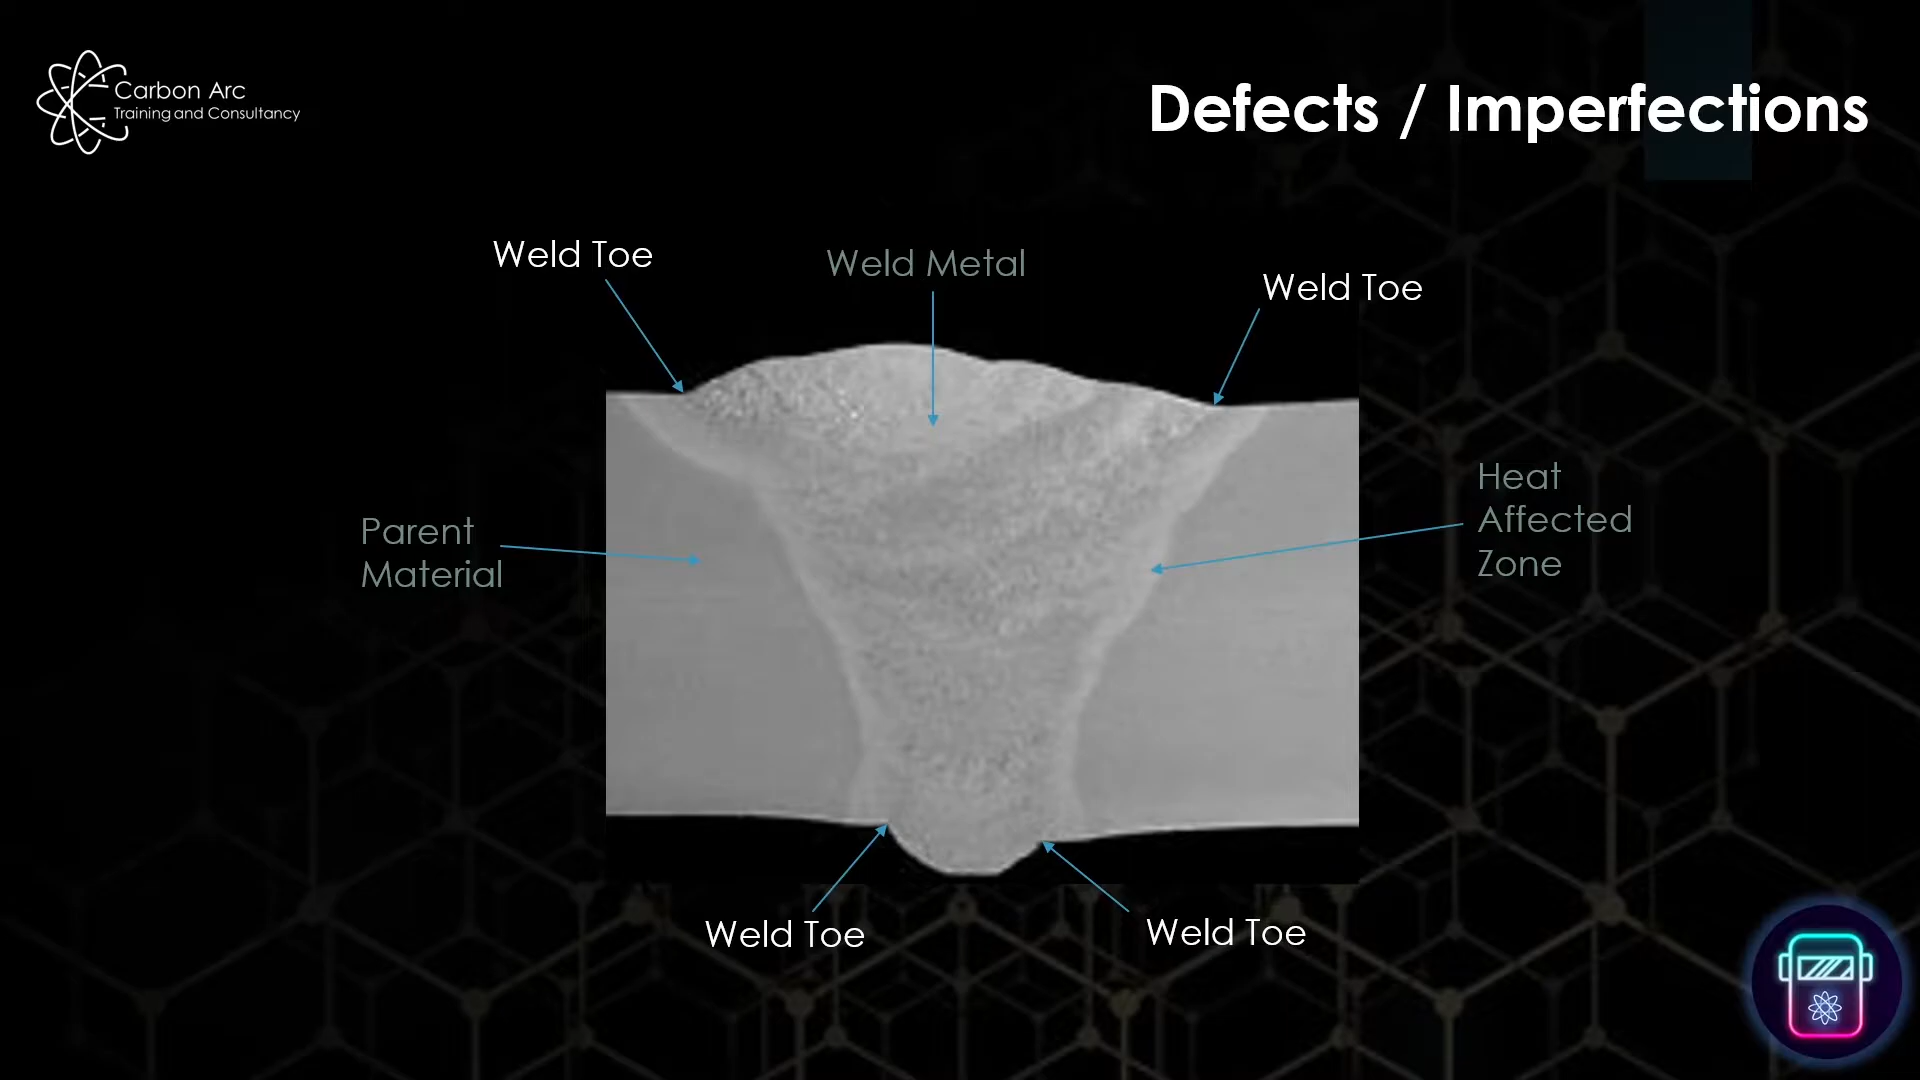 Carbon Arc
Training and Consultancy
Defects / Imperfections
Weld Toe
Weld Metal
Weld Toe
Parent
Material
Heat
Affected
Zone
Weld Toe
Weld Toe